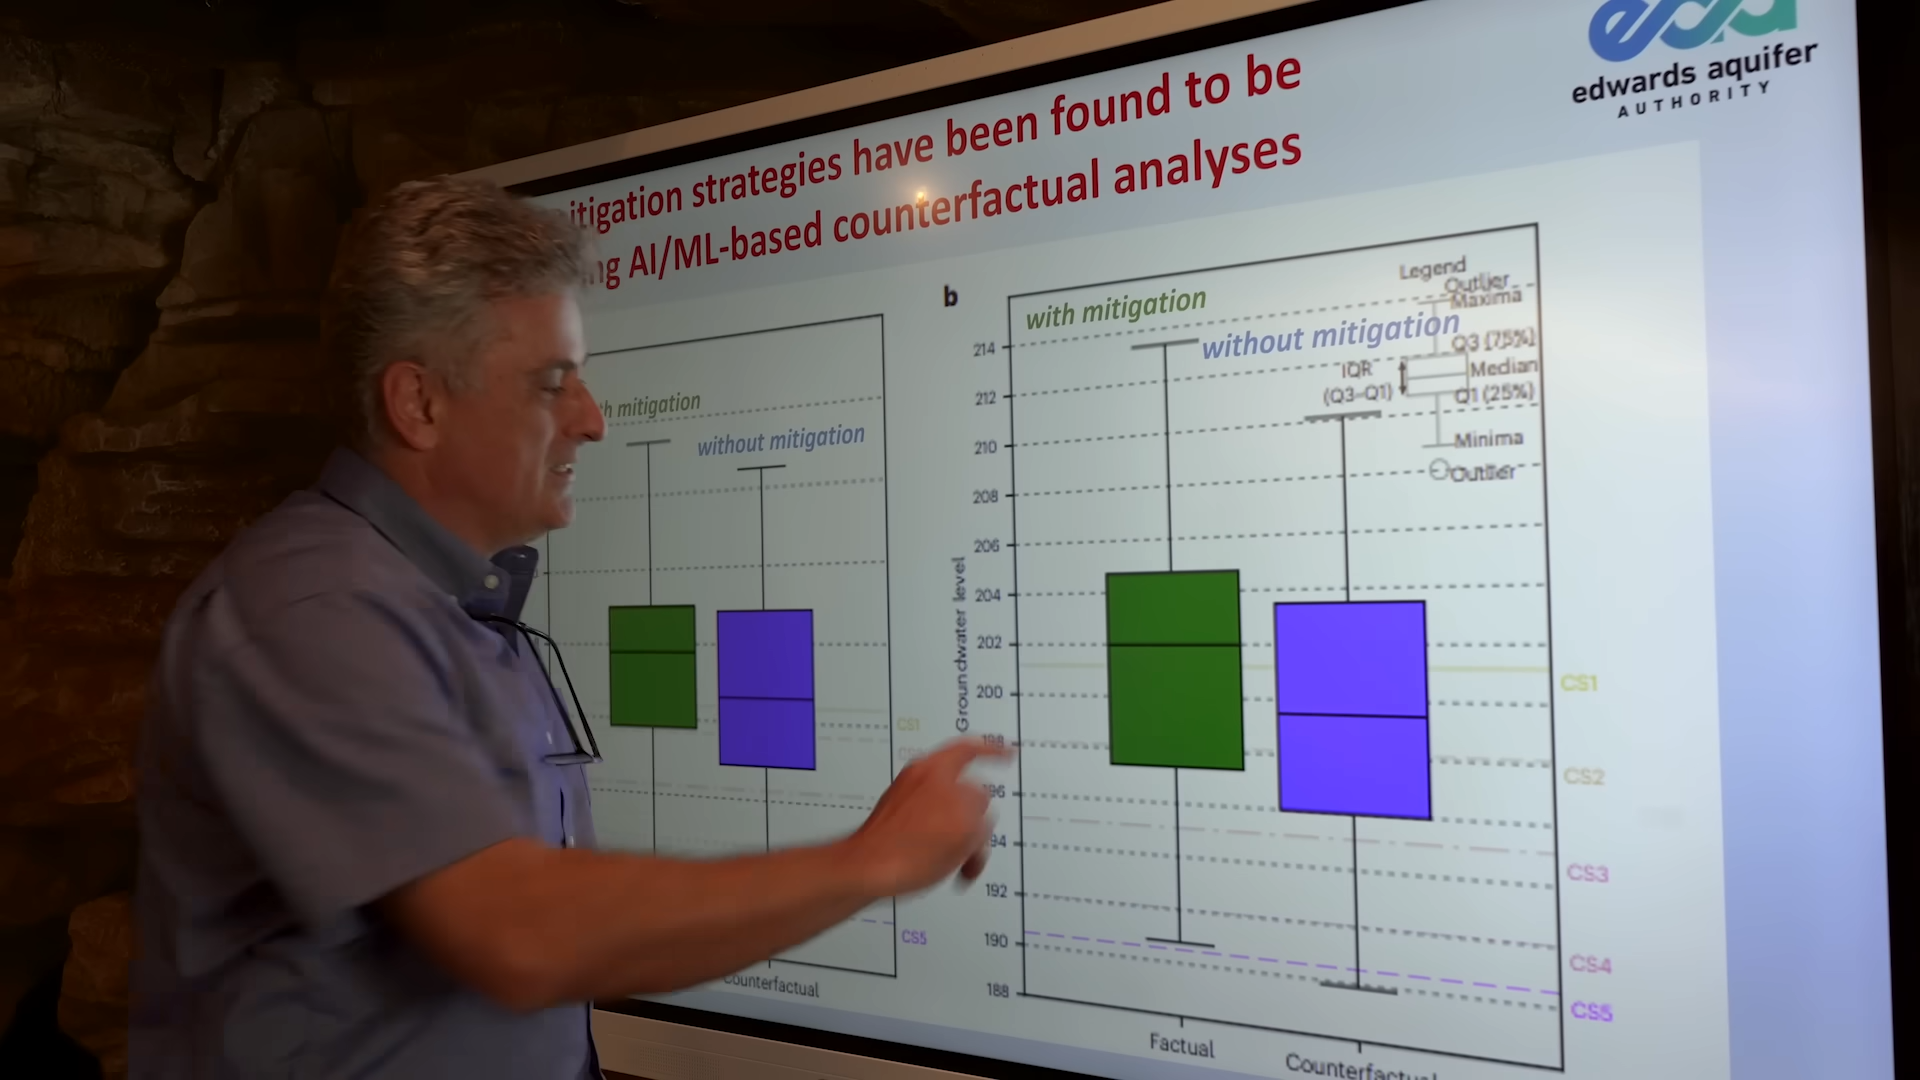 eaa
edwards aquifer
AUTHORITY
itigation strategies have been found to be
ng AI/ML-based counterfactual analyses
h mitigation
without mitigation
CS1
CS5
Counterfactual
b
with mitigation
without mitigation
Legend
Outlier
Maxima
Q3 (75%)
IQR
(Q3-Q1)
Median
Q1 (25%)
Minima
Outlier
Groundwater level
214
212
210
208
206
204
202
200
198
196
94
192
190
188
CS1
CS2
CS3
CS4
CS5
Factual
Counterfactual